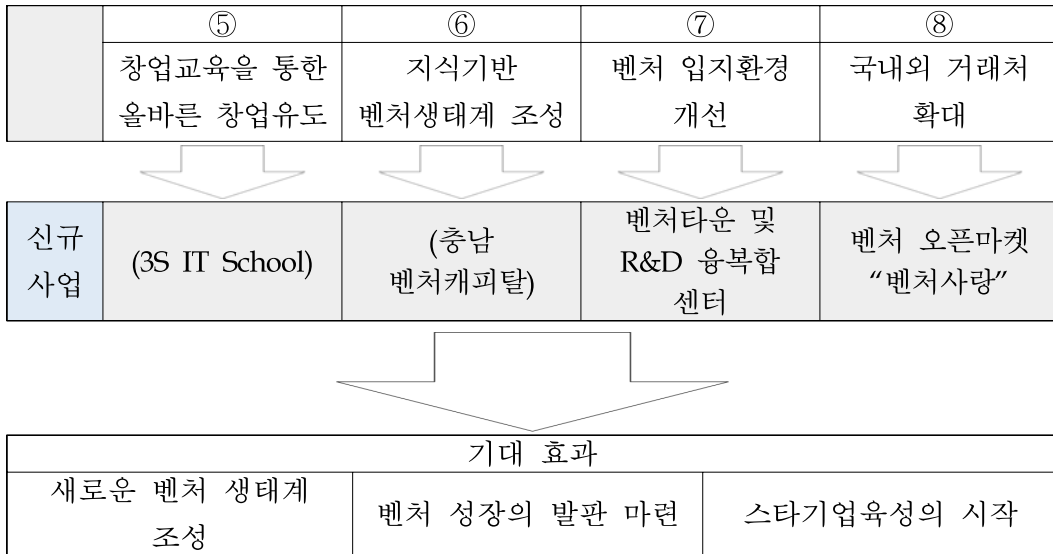 ⑤ ⑥ ⑦ ⑧
창업교육을 통한 지식기반 벤처 입지환경 국내외 거래처
올바른 창업유도 벤처생태계 조성 개선 확대
신규
사업
(3S IT School)
(충남
벤처캐피탈)
벤처타운 및
R&D 융복합
센터
벤처 오픈마켓
“벤처사랑”
기대 효과
새로운 벤처 생태계
조성
벤처 성장의 발판 마련
스타기업육성의 시작